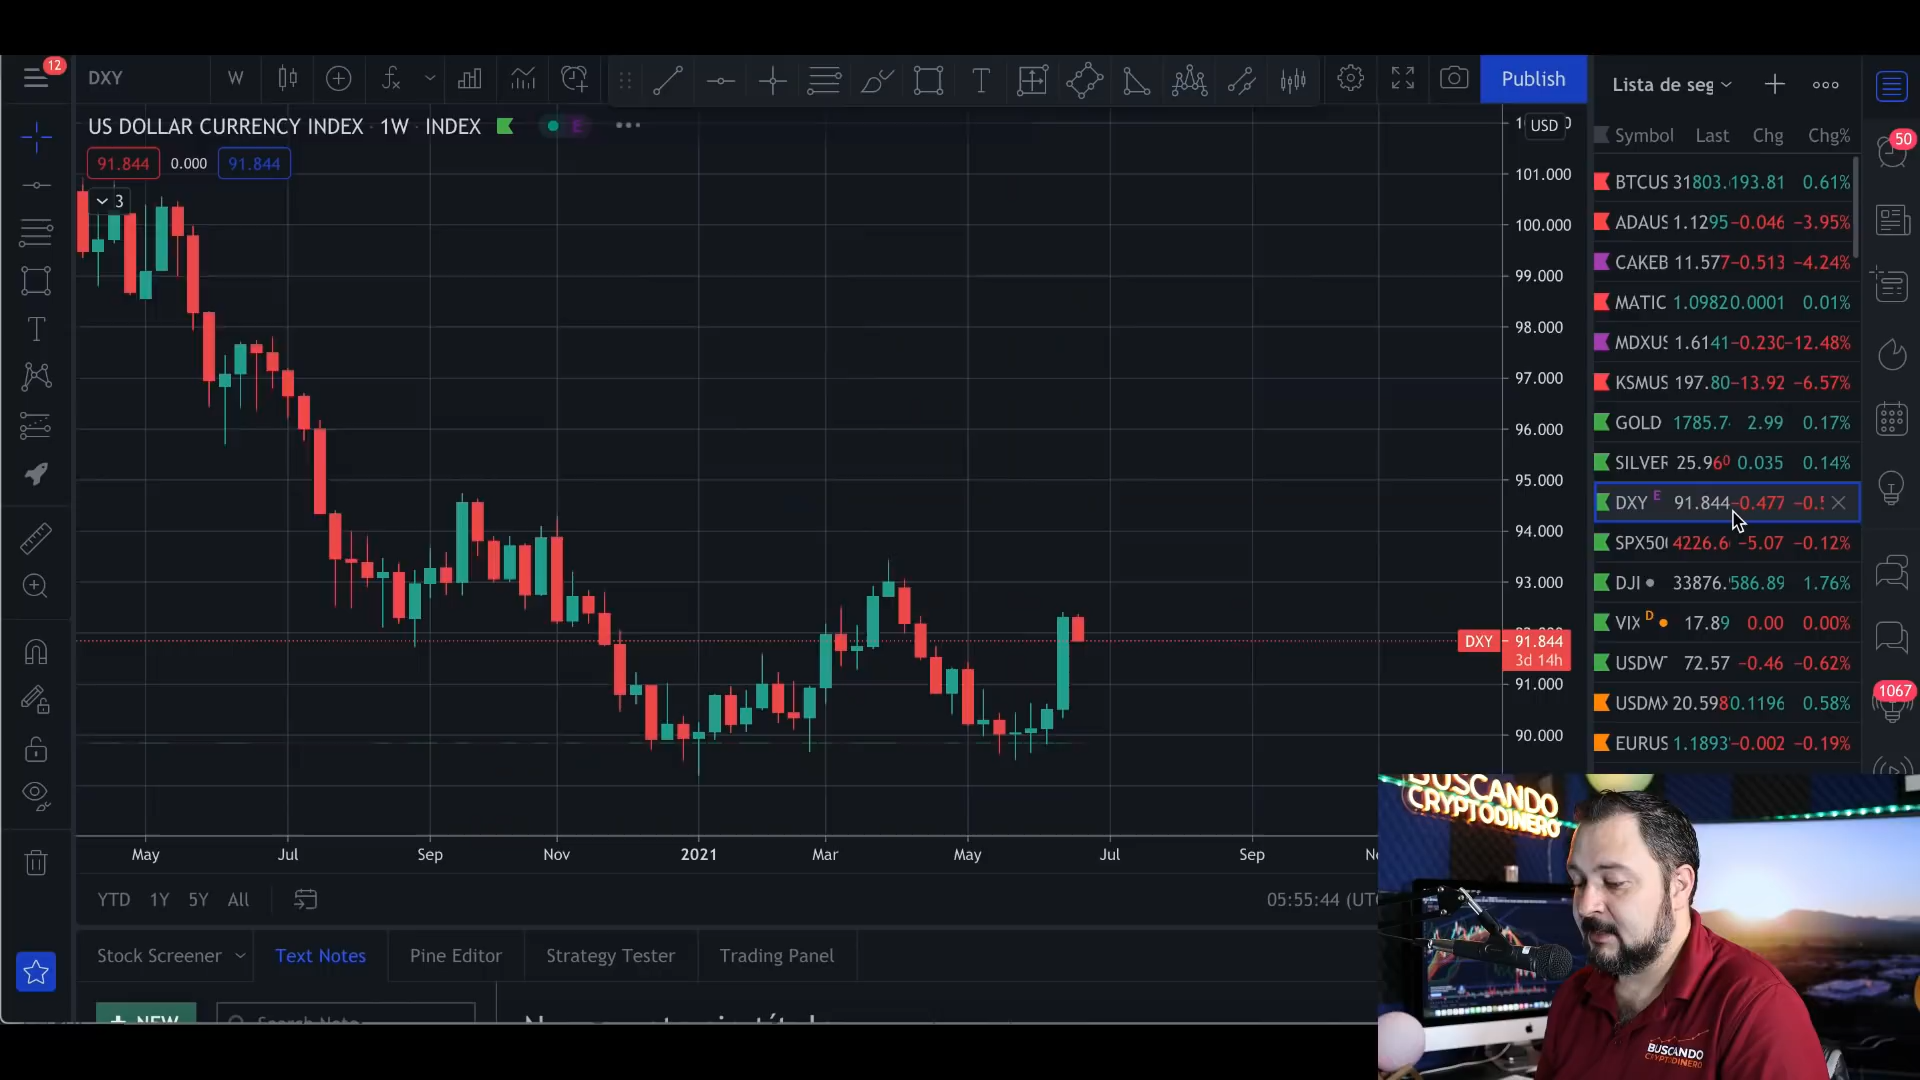 12
DXY
W
Publish
Lista de seg
US DOLLAR CURRENCY INDEX · 1W · INDEX
E
USD
91.844 0.000 91.844
3
101.000
100.000
99.000
98.000
97.000
96.000
95.000
94.000
93.000
DXY 91.844
3d 14h
91.000
90.000
May Jul Sep Nov 2021 Mar May Jul Sep
YTD 1Y 5Y All
05:55:44 (UTC
Stock Screener Text Notes Pine Editor Strategy Tester Trading Panel
+ NEW
Search Note
Symbol Last Chg Chg%
50
BTCUS 31803. 193.81 0.61%
ADAUS 1.1295 −0.046 −3.95%
CAKEB 11.577 −0.513 −4.24%
MATIC 1.0982 0.0001 0.01%
MDXUS 1.6141 −0.230 −12.48%
KSMUS 197.80 −13.92 −6.57%
GOLD 1785.7 2.99 0.17%
SILVER 25.960 0.035 0.14%
DXY E 91.844 −0.477 −0.5
SPX500 4226.6 −5.07 −0.12%
DJI 33876. 586.89 1.76%
VIX D 17.89 0.00 0.00%
USDWT 72.57 −0.46 −0.62%
USDMX 20.598 0.1196 0.58%
EURUS 1.1893 −0.002 −0.19%
1067
BUSCANDO
CRYPTODINERO
BUSCANDO
CRYPTODINERO